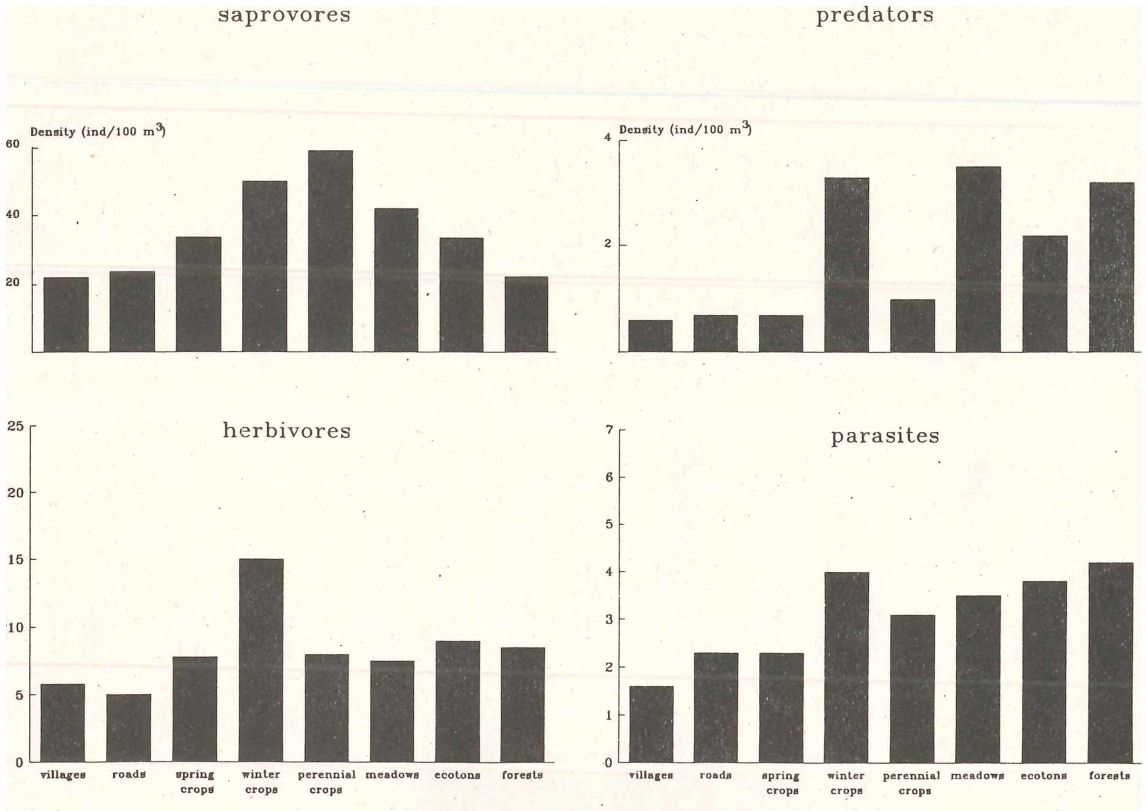 saprovores
Density (ind/100 m³)
60
40
20
predators
Density (ind/100 m³)
4
2
herbivores
25
20
15
10
5
0
villages
roads
spring
crops
winter
crops
perennial
crops
meadows
ecotons
forests
parasites
7
6
5
4
3
2
1
0
villages
roads
spring
crops
winter
crops
perennial
crops
meadows
ecotons
forests